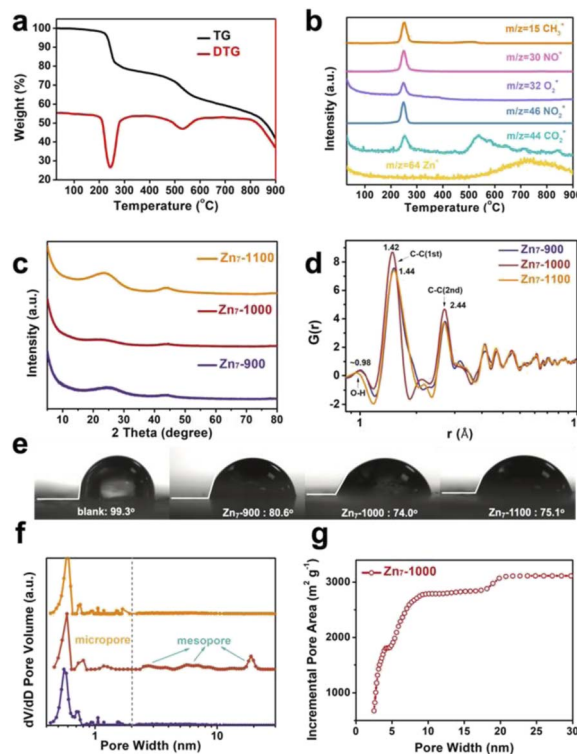 a
TG
DTG
Weight (%)
100
90
80
70
60
50
40
30
20
100 200 300 400 500 600 700 800 900
Temperature (°C)
b
m/z=15 CH₃⁺
m/z=30 NO⁺
m/z=32 O₂⁺
m/z=46 NO₂⁺
m/z=44 CO₂⁺
m/z=64 Zn⁺
Intensity (a.u.)
100 200 300 400 500 600 700 800 900
Temperature (°C)
c
Zn₇-1100
Zn₇-1000
Zn₇-900
Intensity (a.u.)
10 20 30 40 50 60 70 80
2 Theta (degree)
d
1.42
C-C(1st)
1.44
Zn₇-900
Zn₇-1000
Zn₇-1100
C-C(2nd)
2.44
~0.98
O-H
G(r)
8
6
4
2
0
-2
1
r (Å)
e
blank: 99.3°
Zn₇-900 : 80.6°
Zn₇-1000 : 74.0°
Zn₇-1100 : 75.1°
f
dV/dD Pore Volume (a.u.)
micropore
mesopore
1 10
Pore Width (nm)
g
Zn₇-1000
Incremental Pore Area (m² g⁻¹)
3000
2500
2000
1500
1000
0 5 10 15 20 25 30
Pore Width (nm)